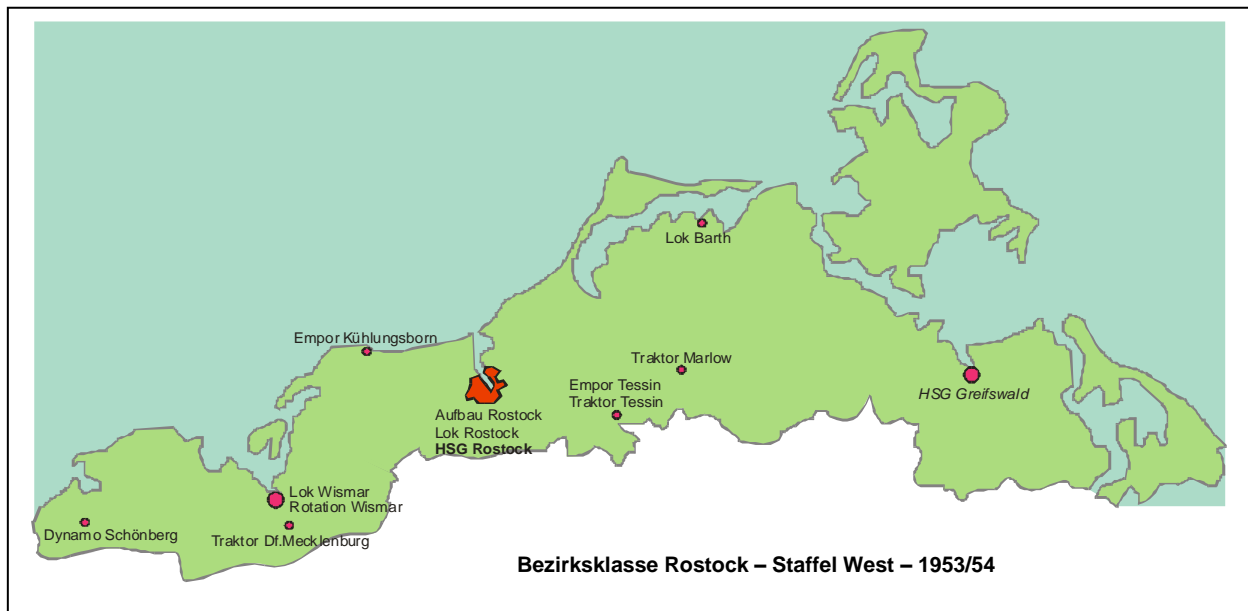 Lok Barth
Empor Kühlungsborn
Traktor Marlow
Empor Tessin
Traktor Tessin
HSG Greifswald
Aufbau Rostock
Lok Rostock
HSG Rostock
Lok Wismar
Rotation Wismar
Dynamo Schönberg
Traktor Df.Mecklenburg
Bezirksklasse Rostock – Staffel West – 1953/54